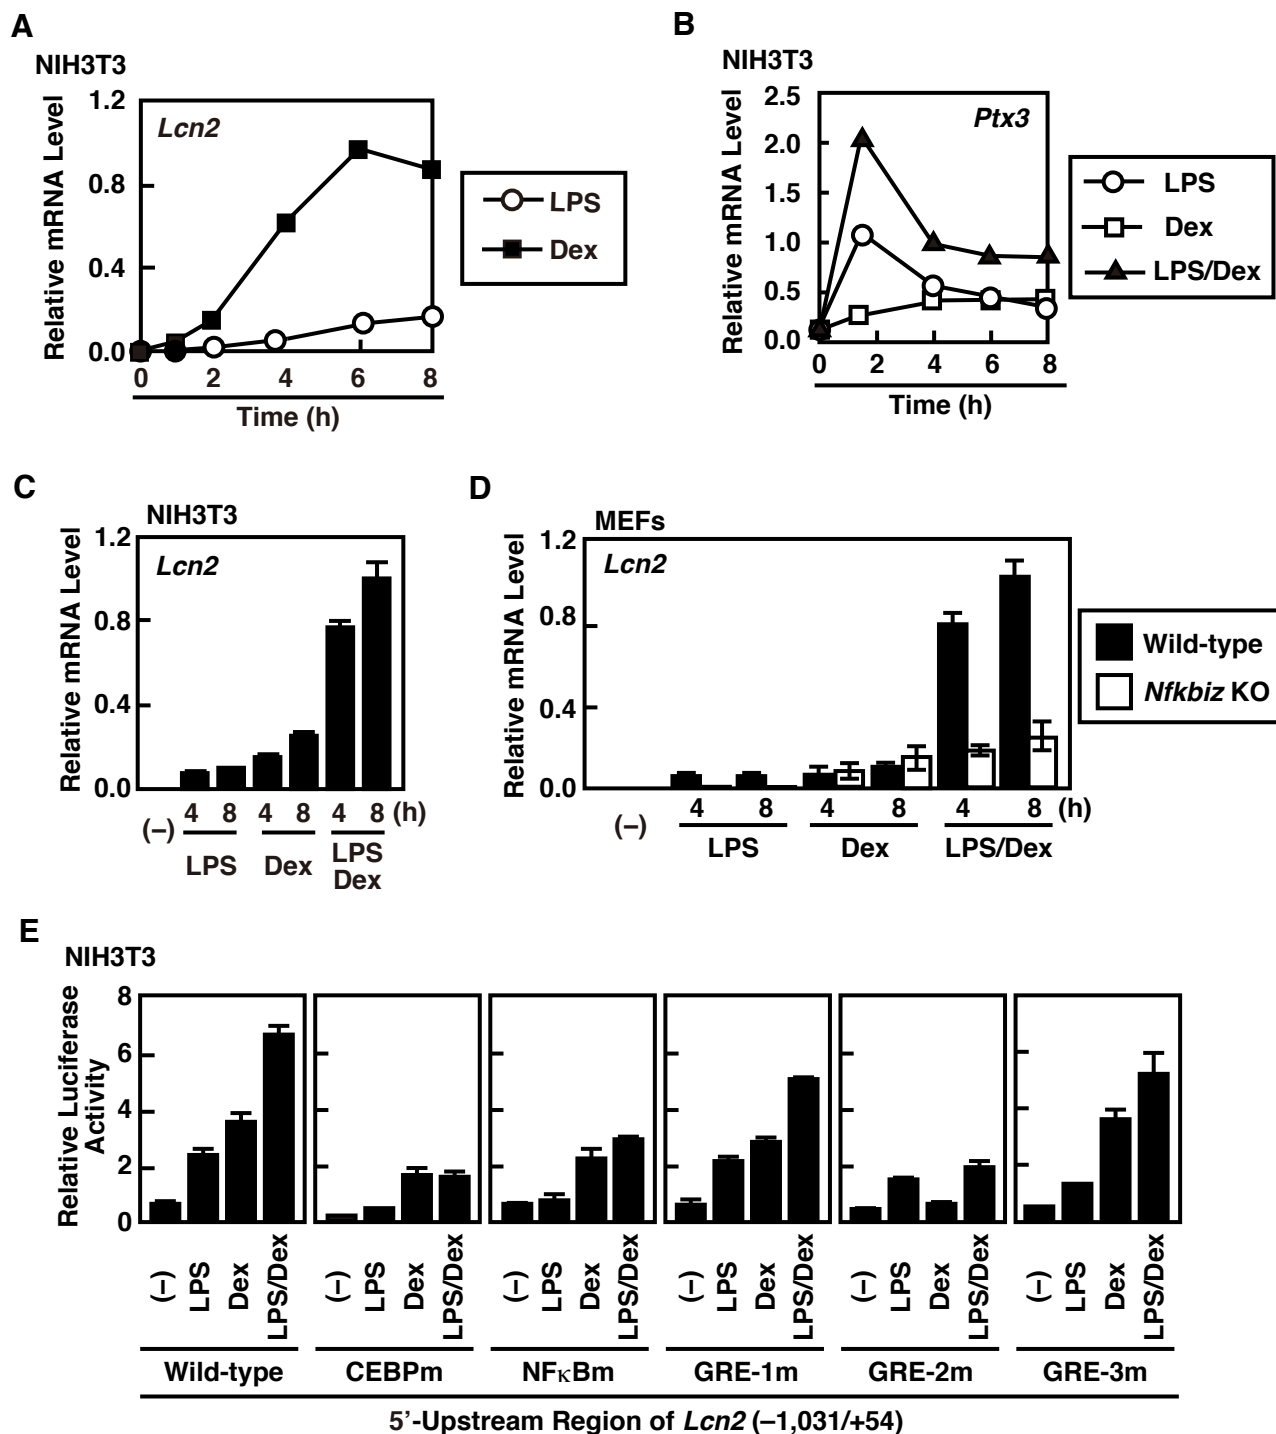 A
NIH3T3
Relative mRNA Level
1.2
0.8
0.4
0.0
Lcn2
0 2 4 6 8
Time (h)
LPS
Dex
B
NIH3T3
Relative mRNA Level
2.5
2.0
1.5
1.0
0.5
0.0
Ptx3
0 2 4 6 8
Time (h)
LPS
Dex
LPS/Dex
C
NIH3T3
Relative mRNA Level
1.2
0.8
0.4
0.0
Lcn2
(–) 4 8 4 8 4 8 (h)
LPS Dex LPS
Dex
D
MEFs
Relative mRNA Level
1.2
0.8
0.4
0.0
Lcn2
(–) 4 8 4 8 4 8 (h)
LPS Dex LPS/Dex
Wild-type
Nfkbiz KO
E
NIH3T3
Relative Luciferase
Activity
8
6
4
2
0
(–) LPS Dex LPS/Dex (–) LPS Dex LPS/Dex (–) LPS Dex LPS/Dex (–) LPS Dex LPS/Dex (–) LPS Dex LPS/Dex (–) LPS Dex LPS/Dex
Wild-type CEBPm NFκBm GRE-1m GRE-2m GRE-3m
5’-Upstream Region of Lcn2 (–1,031/+54)